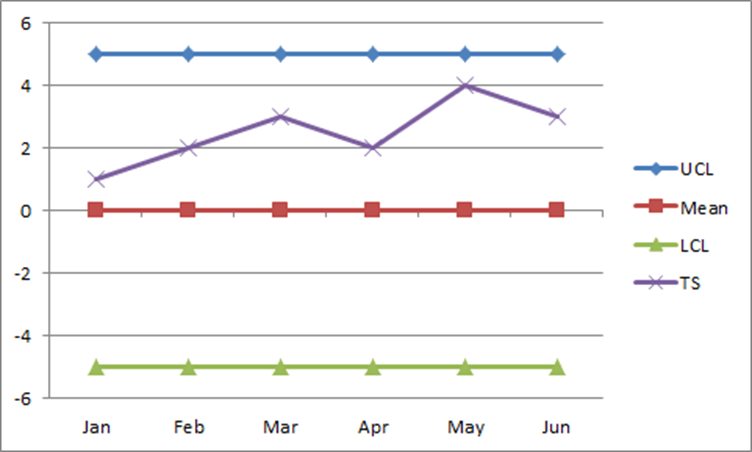 6
4
2
0
-2
-4
-6
Jan Feb Mar Apr May Jun
UCL
Mean
LCL
TS